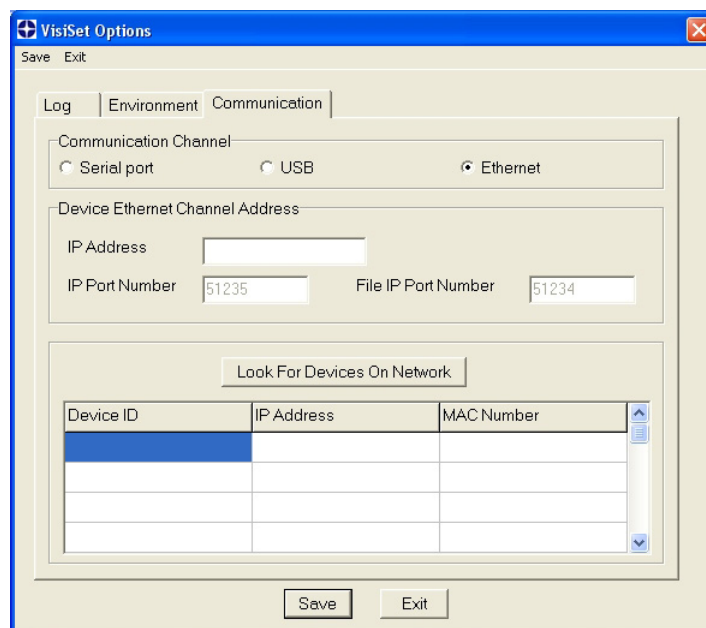 VisiSet Options
Save Exit
Log Environment Communication
Communication Channel
Serial port USB Ethernet
Device Ethernet Channel Address
IP Address
IP Port Number 51235 File IP Port Number 51234
Look For Devices On Network
Device ID IP Address MAC Number
Save Exit